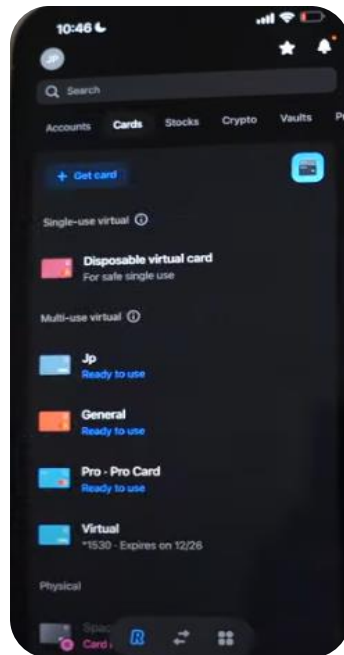 10:46
JP
Search
Accounts Cards Stocks Crypto Vaults
+ Get card
Single-use virtual
Disposable virtual card
For safe single use
Multi-use virtual
Jp
Ready to use
General
Ready to use
Pro - Pro Card
Ready to use
Virtual
*1530 - Expires on 12/26
Physical
Spac
Card
R